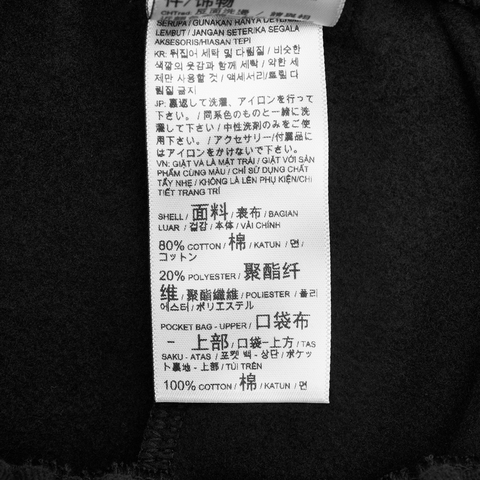 件/饰物
SERUPA / GUNAKAN HANYA DETERGEN
LEMBUT / JANGAN SETERIKA SEGALA
AKSESORIS/HIASAN TEPI
KR: 뒤집어 세탁 및 다림질 / 비슷한
색깔의 옷감과 함께 세탁 / 약한 세
제만 사용할 것 / 액세서리/트림 다
림질 금지
JP: 裏返して洗濯、アイロンを行って
下さい。/ 同系色のものと一緒に洗
濯下さい / 中性洗剤のみをご使
用下さい。/ アクセサリー/付属品に
はアイロンをかけないで下さい。
VN: GIẶT VÀ LÀ MẶT TRÁI / GIẶT VỚI SẢN
PHẨM CÙNG MÀU / CHỈ SỬ DỤNG CHẤT
TẨY NHẸ / KHÔNG LÀ LÊN PHỤ KIỆN/CHI
TIẾT TRANG TRÍ
SHELL / 面料 / 表布 / BAGIAN
LUAR / 겉감 / 本体 / VẢI CHÍNH
80% COTTON / 棉 / KATUN / 면 /
コットン
20% POLYESTER / 聚酯纤
维 / 聚酯纖維 / POLIESTER / 폴리
에스터 / ポリエステル
POCKET BAG - UPPER / 口袋布
- 上部 / 口袋-上方 / TAS
SAKU - ATAS / 포켓 백 - 상단 / ポケッ
ト裏地 - 上部 / TÚI TRÊN
100% COTTON / 棉 / KATUN / 면